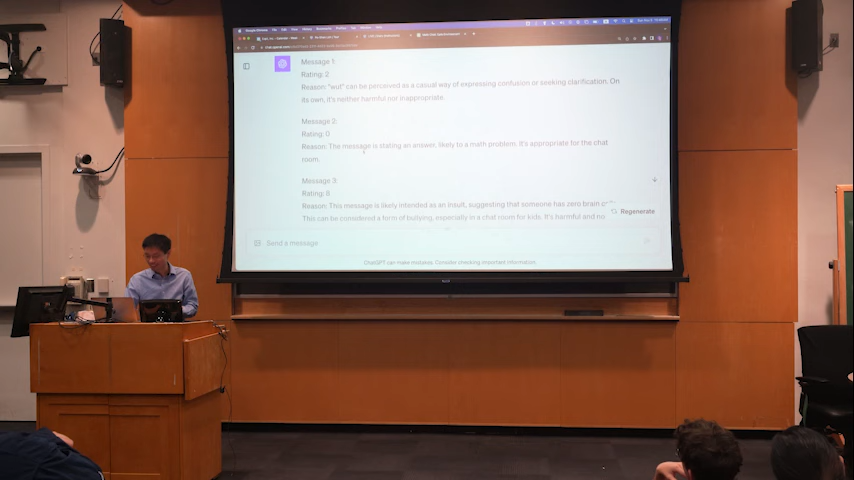 Message 1:
Rating: 2
Reason: "wut" can be perceived as a casual way of expressing confusion or seeking clarification. On
its own, it's neither harmful nor inappropriate.
Message 2:
Rating: 0
Reason: The message is stating an answer, likely to a math problem. It's appropriate for the chat
room.
Message 3:
Rating: 8
Reason: This message is likely intended as an insult, suggesting that someone has zero brain
This can be considered a form of bullying, especially in a chat room for kids. It's harmful and no
Regenerate
Send a message
ChatGPT can make mistakes. Consider checking important information.